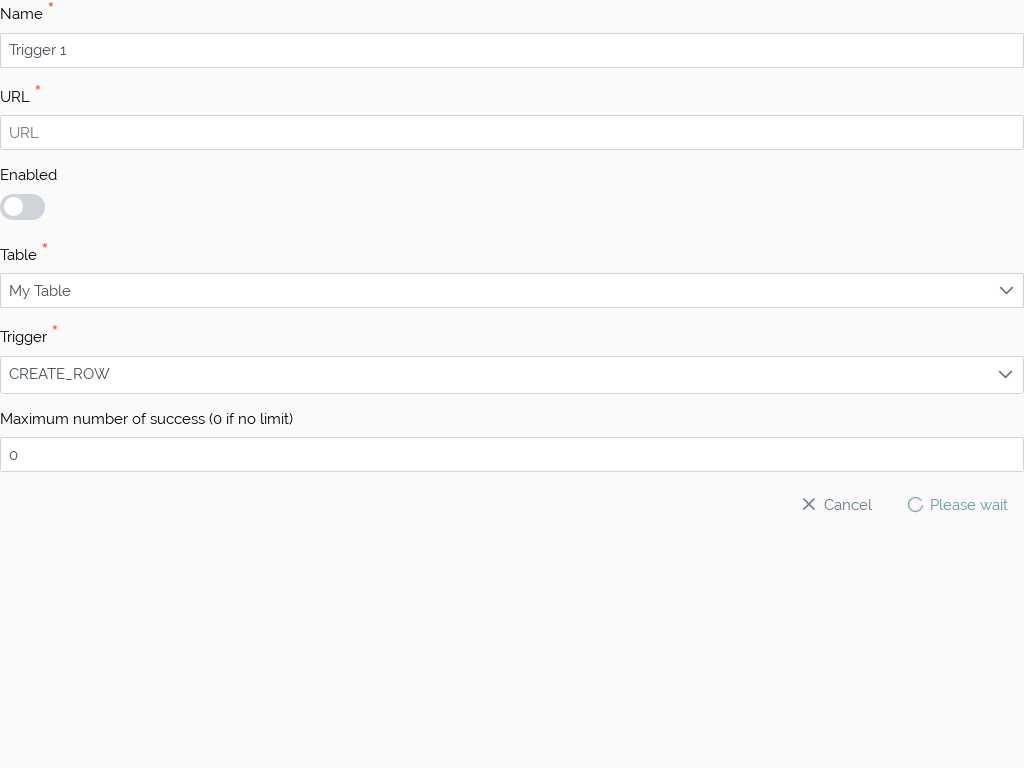 Name *
Trigger 1
URL *
URL
Enabled
Table *
My Table
Trigger *
CREATE_ROW
Maximum number of success (0 if no limit)
0
Cancel
Please wait